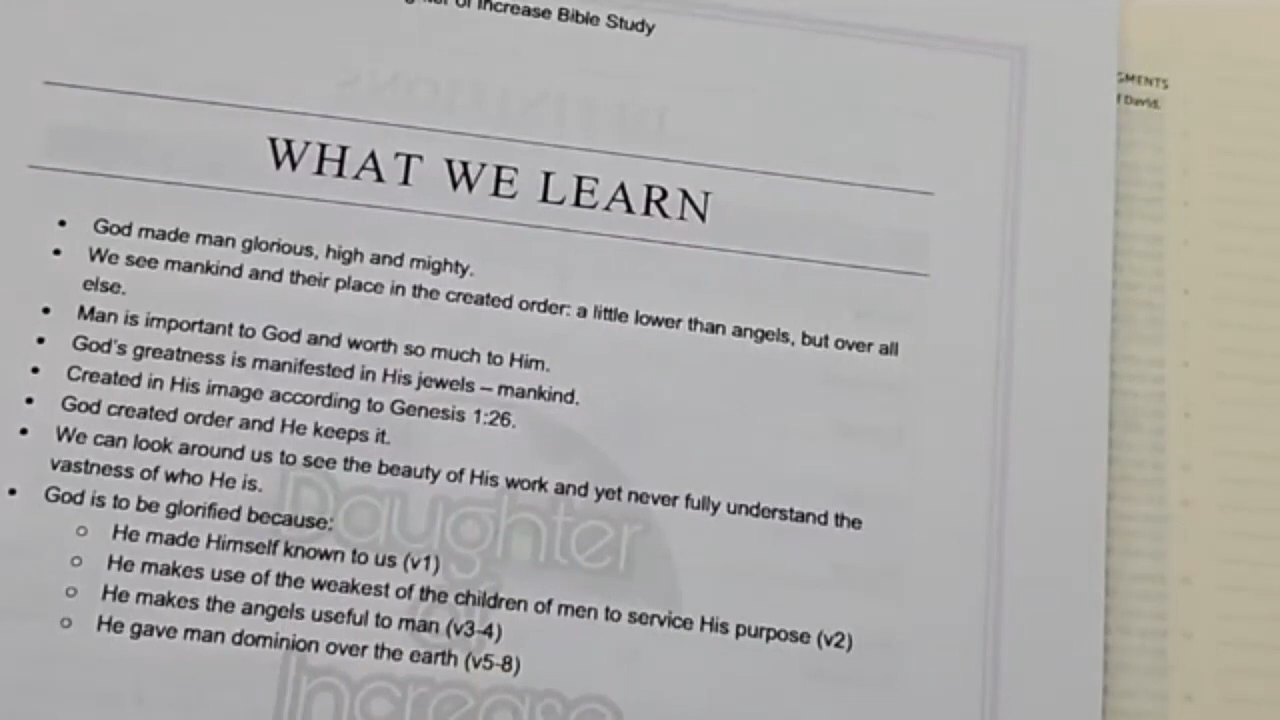 of Increase Bible Study
WHAT WE LEARN
• God made man glorious, high and mighty.
• We see mankind and their place in the created order: a little lower than angels, but over all
else.
• Man is important to God and worth so much to Him.
• God's greatness is manifested in His jewels – mankind.
• Created in His image according to Genesis 1:26.
• God created order and He keeps it.
• We can look around us to see the beauty of His work and yet never fully understand the
vastness of who He is.
• God is to be glorified because:
o He made Himself known to us (v1)
o He makes use of the weakest of the children of men to service His purpose (v2)
o He makes the angels useful to man (v3-4)
o He gave man dominion over the earth (v5-8)
Daughter
of
Increase
David.